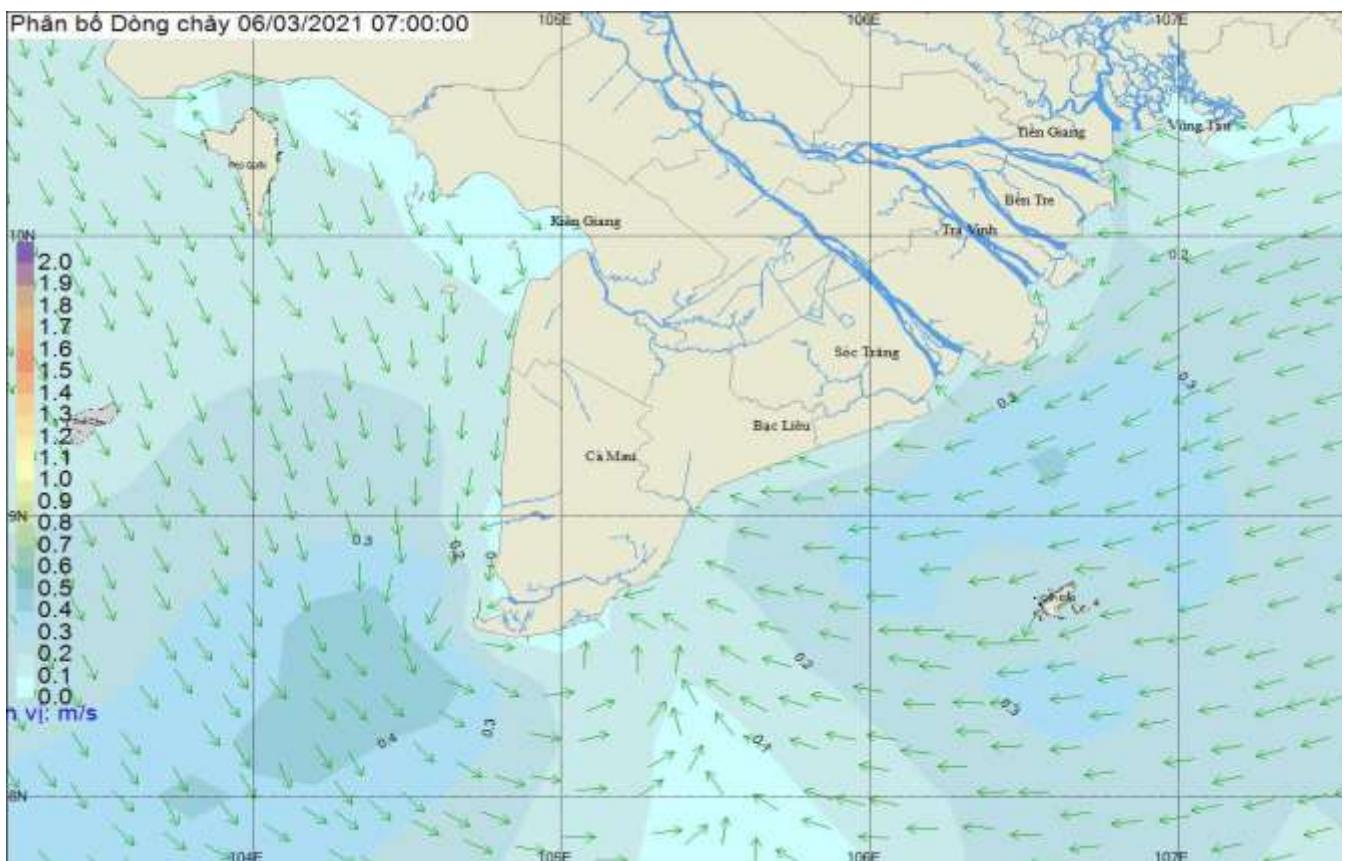 Phân bố Dòng chảy 06/03/2021 07:00:00
105E
106E
107E
Tiền Giang
Vũng Tàu
Bến Tre
Kiên Giang
Trà Vinh
10N
0.2
2.0
1.9
1.8
1.7
1.6
1.5
1.4
1.3
1.2
1.1
1.0
0.9
0.8
0.7
0.6
0.5
0.4
0.3
0.2
0.1
0.0
n vị: m/s
Sóc Trăng
0.3
0.3
Bạc Liêu
Cà Mau
9N
0.3
0.2
0.2
0.3
0.3
0.4
0.1
8N
104E
105E
106E
107E